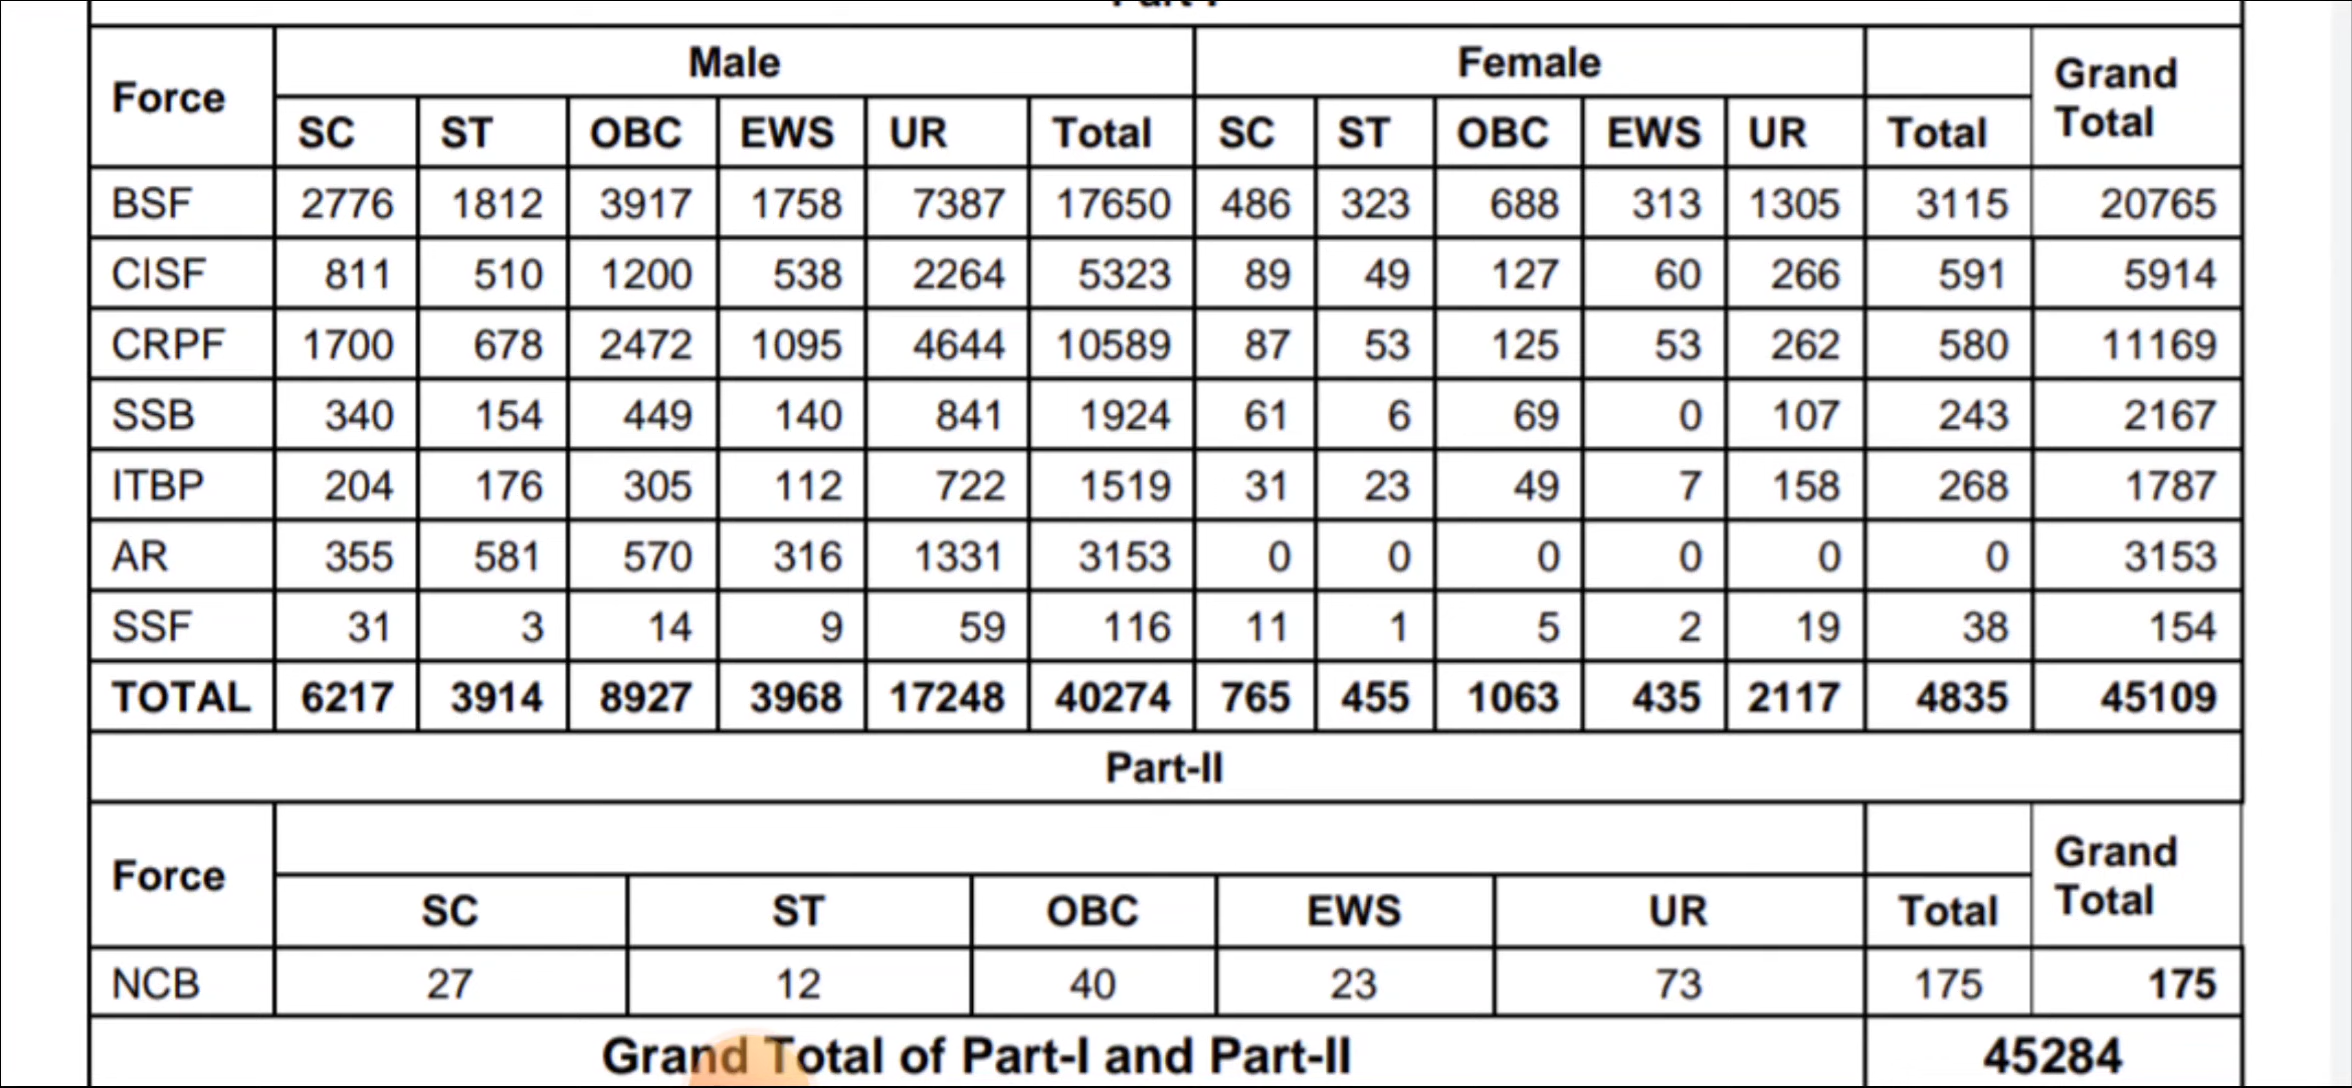 Part-I
Force Male Female Grand Total
SC ST OBC EWS UR Total SC ST OBC EWS UR Total
BSF 2776 1812 3917 1758 7387 17650 486 323 688 313 1305 3115 20765
CISF 811 510 1200 538 2264 5323 89 49 127 60 266 591 5914
CRPF 1700 678 2472 1095 4644 10589 87 53 125 53 262 580 11169
SSB 340 154 449 140 841 1924 61 6 69 0 107 243 2167
ITBP 204 176 305 112 722 1519 31 23 49 7 158 268 1787
AR 355 581 570 316 1331 3153 0 0 0 0 0 0 3153
SSF 31 3 14 9 59 116 11 1 5 2 19 38 154
TOTAL 6217 3914 8927 3968 17248 40274 765 455 1063 435 2117 4835 45109
Part-II
Force Grand Total
SC ST OBC EWS UR Total
NCB 27 12 40 23 73 175 175
Grand Total of Part-I and Part-II 45284